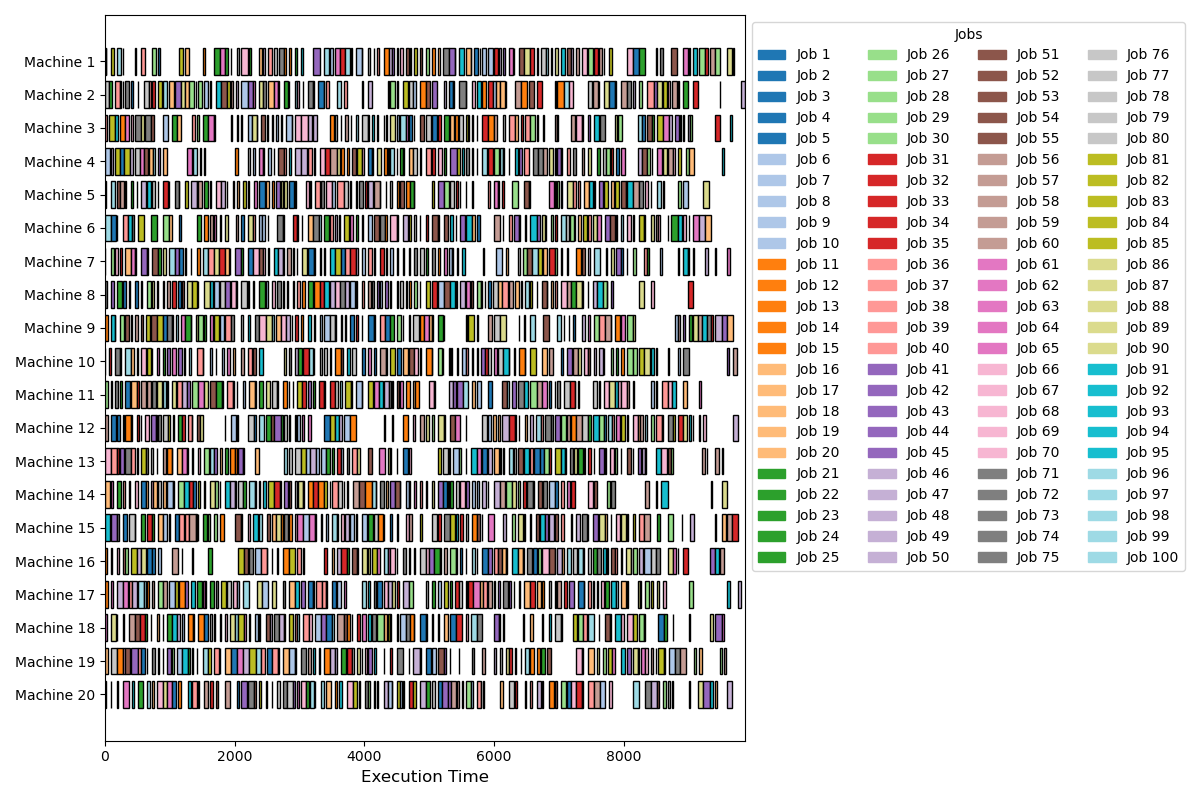 Machine 1
Machine 2
Machine 3
Machine 4
Machine 5
Machine 6
Machine 7
Machine 8
Machine 9
Machine 10
Machine 11
Machine 12
Machine 13
Machine 14
Machine 15
Machine 16
Machine 17
Machine 18
Machine 19
Machine 20
0 2000 4000 6000 8000
Execution Time
Jobs
Job 1 Job 26 Job 51 Job 76
Job 2 Job 27 Job 52 Job 77
Job 3 Job 28 Job 53 Job 78
Job 4 Job 29 Job 54 Job 79
Job 5 Job 30 Job 55 Job 80
Job 6 Job 31 Job 56 Job 81
Job 7 Job 32 Job 57 Job 82
Job 8 Job 33 Job 58 Job 83
Job 9 Job 34 Job 59 Job 84
Job 10 Job 35 Job 60 Job 85
Job 11 Job 36 Job 61 Job 86
Job 12 Job 37 Job 62 Job 87
Job 13 Job 38 Job 63 Job 88
Job 14 Job 39 Job 64 Job 89
Job 15 Job 40 Job 65 Job 90
Job 16 Job 41 Job 66 Job 91
Job 17 Job 42 Job 67 Job 92
Job 18 Job 43 Job 68 Job 93
Job 19 Job 44 Job 69 Job 94
Job 20 Job 45 Job 70 Job 95
Job 21 Job 46 Job 71 Job 96
Job 22 Job 47 Job 72 Job 97
Job 23 Job 48 Job 73 Job 98
Job 24 Job 49 Job 74 Job 99
Job 25 Job 50 Job 75 Job 100